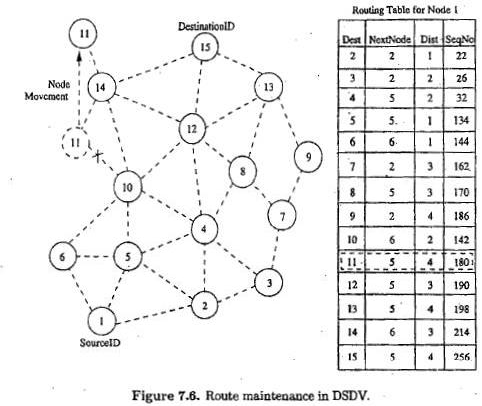 Routing Table for Node 1
DestinationID
Dest NextNode Dist SeqNo
11
15
2 2 1 22
3 2 2 26
14
13
4 5 2 32
Node
Movement
5 5. 1 134
6 6 1 144
12
11
7 2 3 162
9
8
8 5 3 170
10
9 2 4 186
7
4
10 6 2 142
6
5
11 5 4 180
3
12 5 3 190
2
13 5 4 198
1
14 6 3 214
SourceID
15 5 4 256
Figure 7.6. Route maintenance in DSDV.